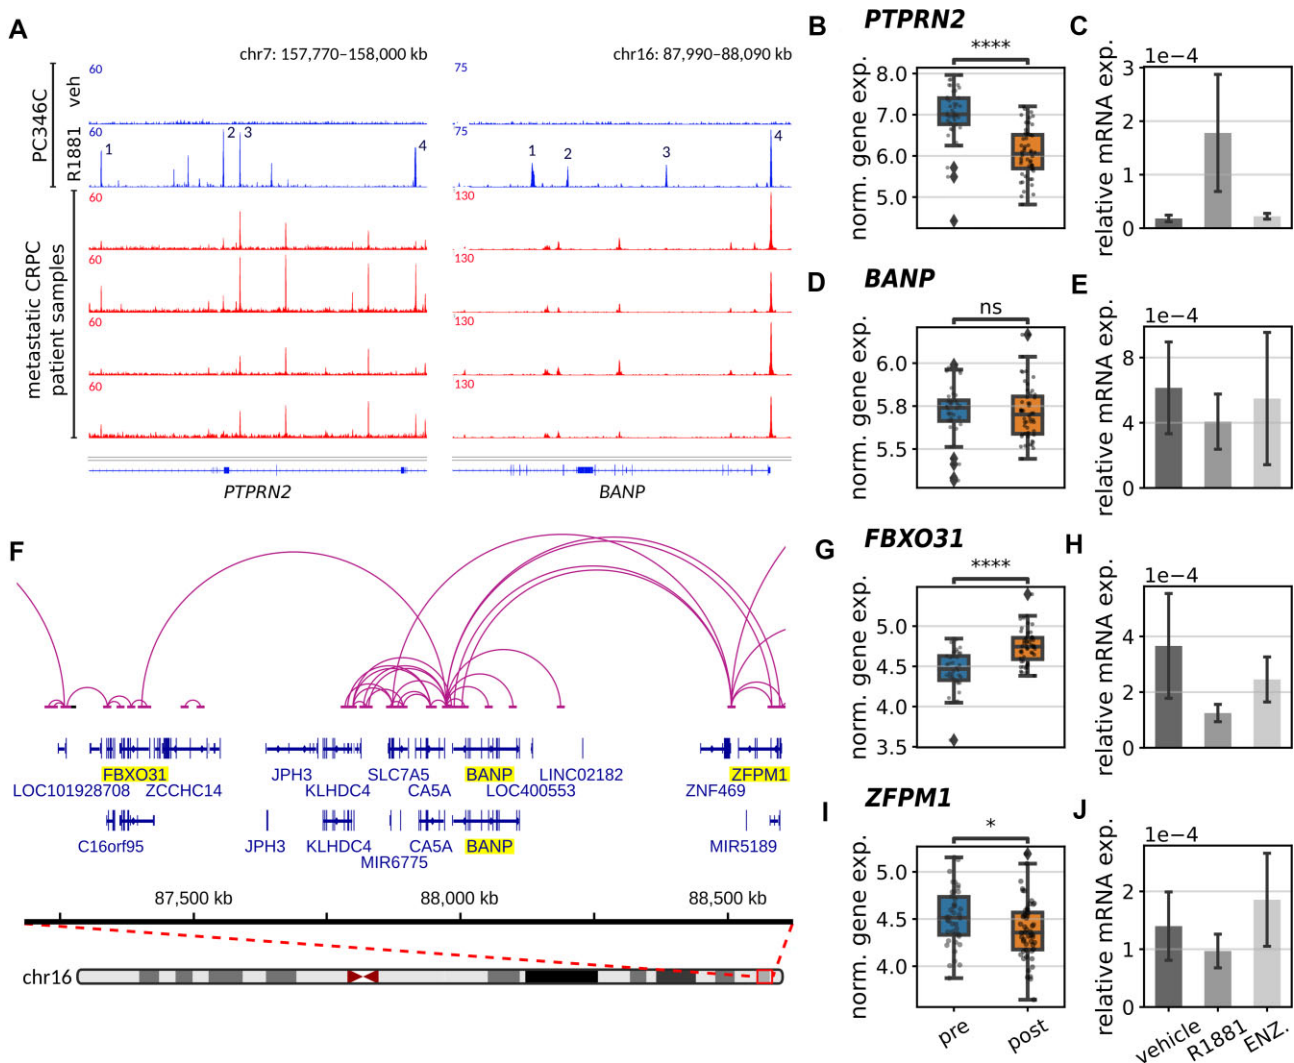 A
chr7: 157,770–158,000 kb
chr16: 87,990–88,090 kb
PC346C
veh
R1881
60
75
60
75
1
2
3
4
1
2
3
4
metastatic CRPC
patient samples
60
130
60
130
60
130
60
130
PTPRN2
BANP
B
PTPRN2
****
norm. gene exp.
8.0
7.0
6.0
5.0
C
1e−4
relative mRNA exp.
3
2
1
0
D
BANP
ns
norm. gene exp.
6.0
5.8
5.5
E
1e−4
relative mRNA exp.
8
4
0
F
FBXO31
JPH3
SLC7A5
BANP
LINC02182
ZFPM1
LOC101928708
ZCCHC14
KLHDC4
CA5A
LOC400553
ZNF469
C16orf95
JPH3
KLHDC4
CA5A
BANP
MIR5189
MIR6775
87,500 kb
88,000 kb
88,500 kb
chr16
G
FBXO31
****
norm. gene exp.
5.0
4.5
4.0
3.5
H
1e−4
relative mRNA exp.
4
2
0
I
ZFPM1
*
norm. gene exp.
5.0
4.5
4.0
pre
post
J
1e−4
relative mRNA exp.
2
1
0
vehicle
R1881
ENZ.